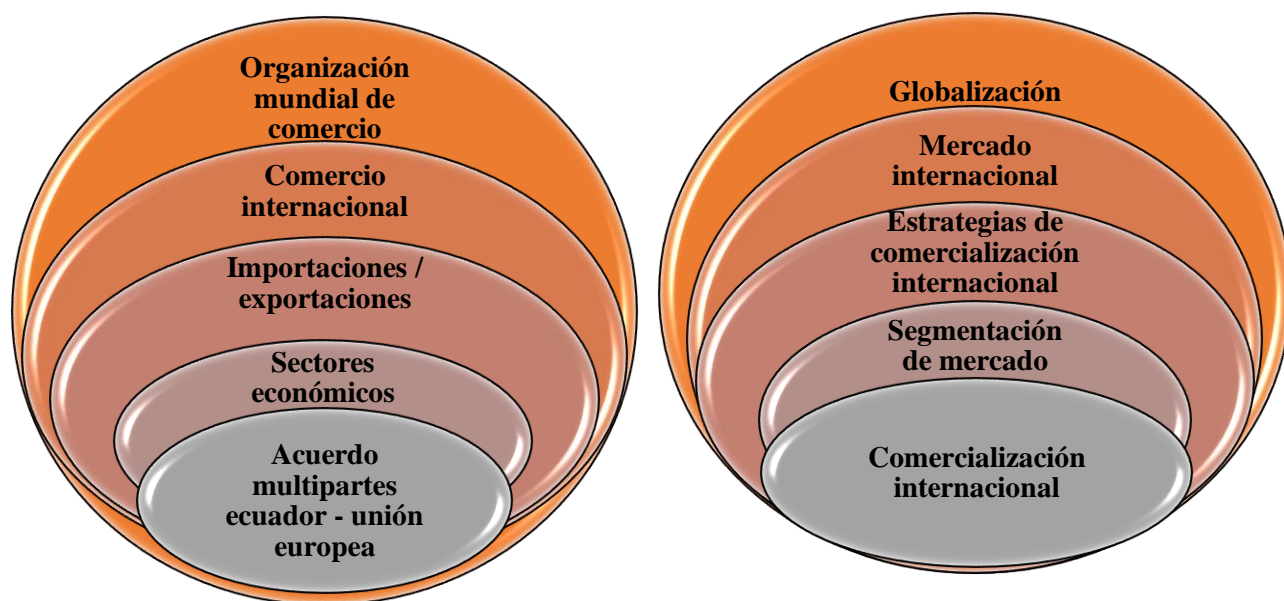 Organización
mundial de
comercio
Comercio
internacional
Importaciones /
exportaciones
Sectores
económicos
Acuerdo
multipartes
ecuador - unión
europea
Globalización
Mercado
internacional
Estrategias de
comercialización
internacional
Segmentación
de mercado
Comercialización
internacional